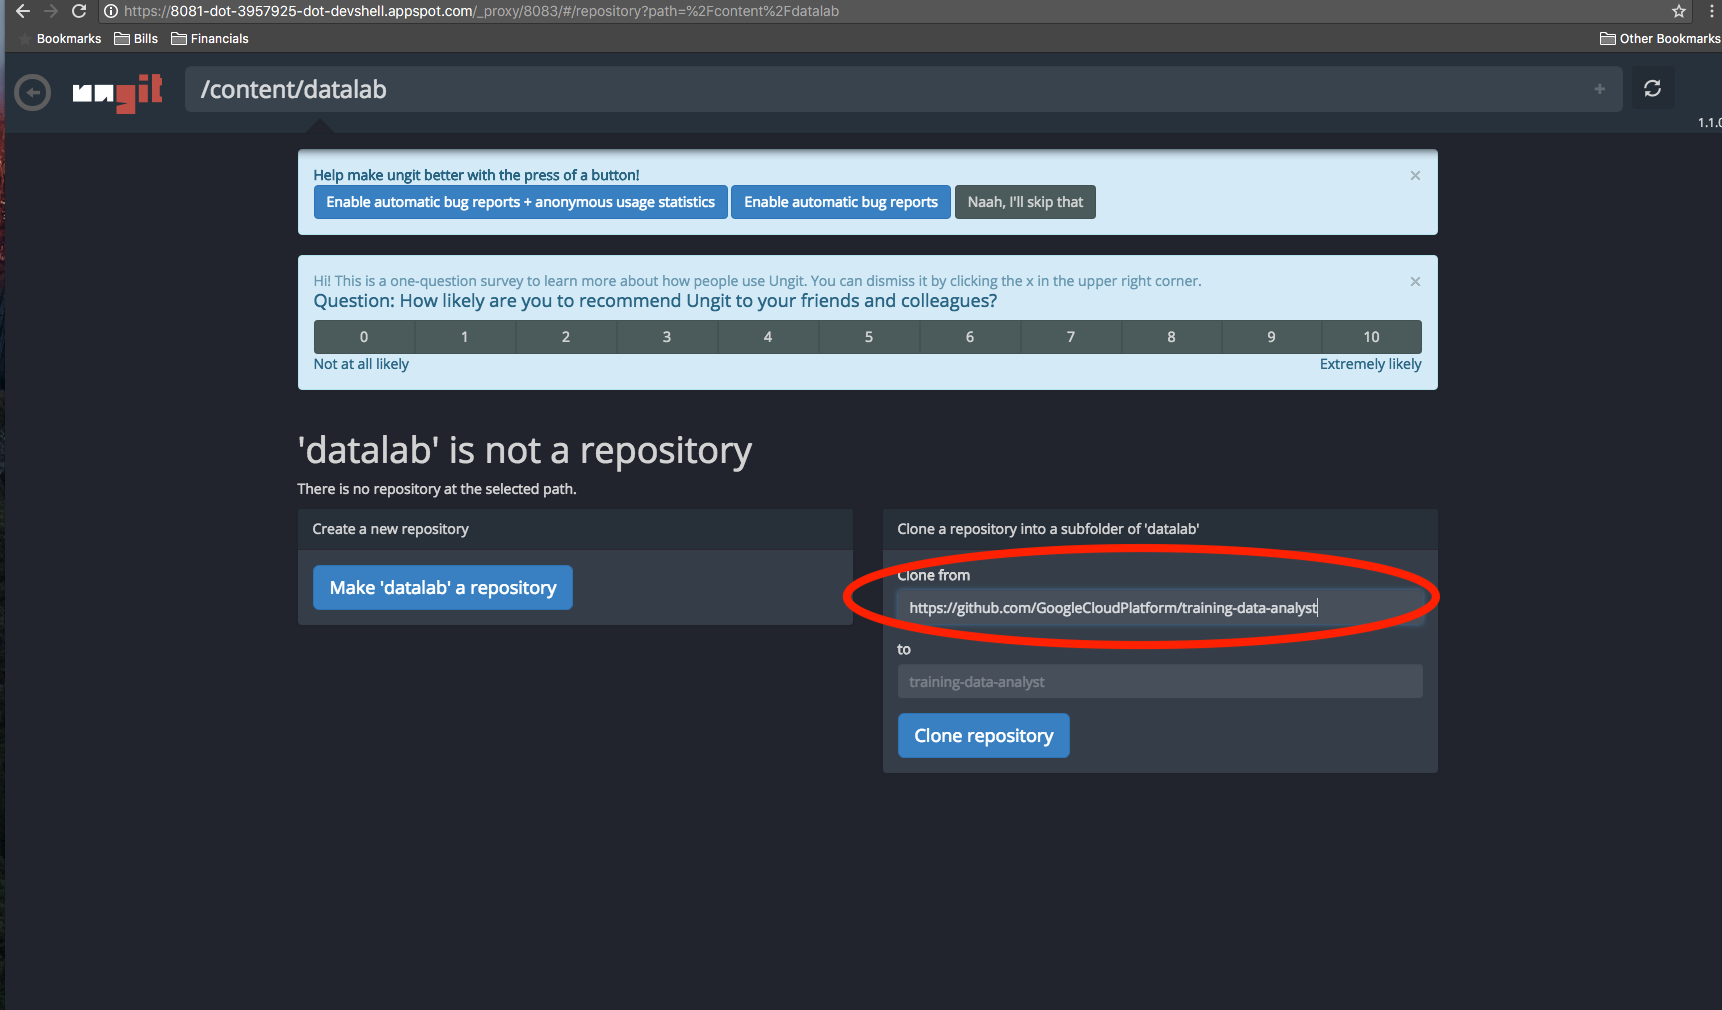 https://8081-dot-3957925-dot-devshell.appspot.com/_proxy/8083/#/repository?path=%2Fcontent%2Fdatalab
Bookmarks Bills Financials Other Bookmarks
ungit /content/datalab +
1.1.0
Help make ungit better with the press of a button! ×
Enable automatic bug reports + anonymous usage statistics Enable automatic bug reports Naah, I'll skip that
Hi! This is a one-question survey to learn more about how people use Ungit. You can dismiss it by clicking the x in the upper right corner. ×
Question: How likely are you to recommend Ungit to your friends and colleagues?
0 1 2 3 4 5 6 7 8 9 10
Not at all likely Extremely likely
'datalab' is not a repository
There is no repository at the selected path.
Create a new repository
Make 'datalab' a repository
Clone a repository into a subfolder of 'datalab'
Clone from
https://github.com/GoogleCloudPlatform/training-data-analyst
to
training-data-analyst
Clone repository